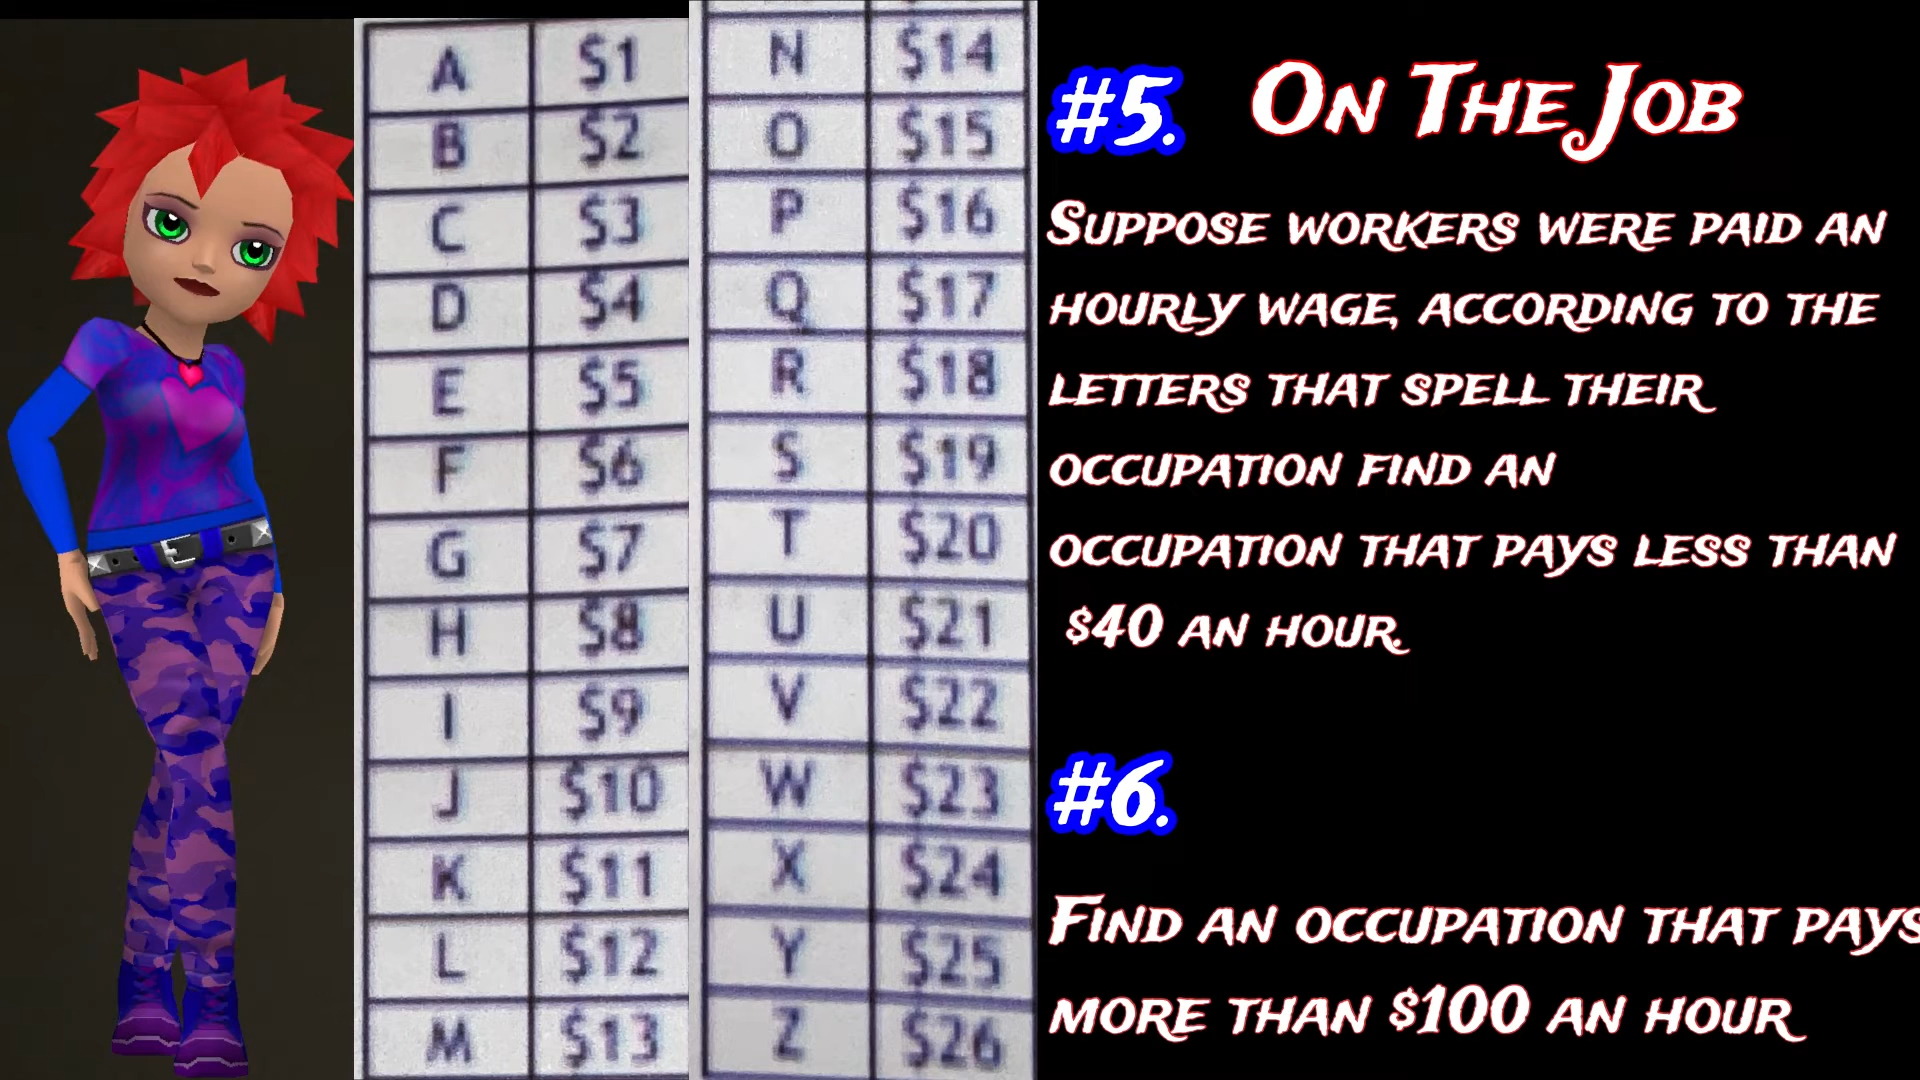 A $1
B $2
C $3
D $4
E $5
F $6
G $7
H $8
I $9
J $10
K $11
L $12
M $13
N $14
O $15
P $16
Q $17
R $18
S $19
T $20
U $21
V $22
W $23
X $24
Y $25
Z $26
#5. On The Job
Suppose workers were paid an
hourly wage, according to the
letters that spell their
occupation find an
occupation that pays less than
$40 an hour.
#6.
Find an occupation that pays
more than $100 an hour